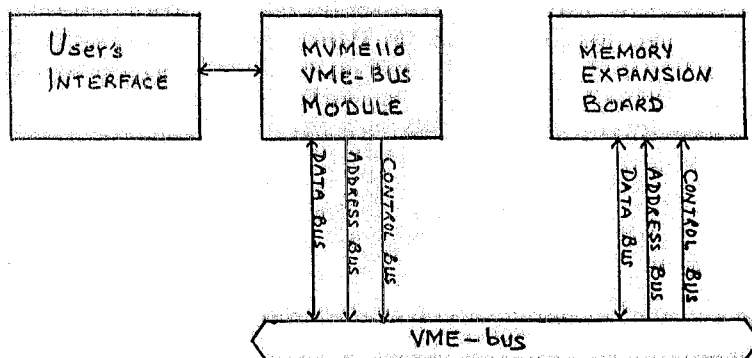 User's
INTERFACE
MVME110
VME-BUS
MODULE
MEMORY
EXPANSION
BOARD
DATA BUS
ADDRESS BUS
CONTROL BUS
DATA BUS
ADDRESS BUS
CONTROL BUS
VME-bus